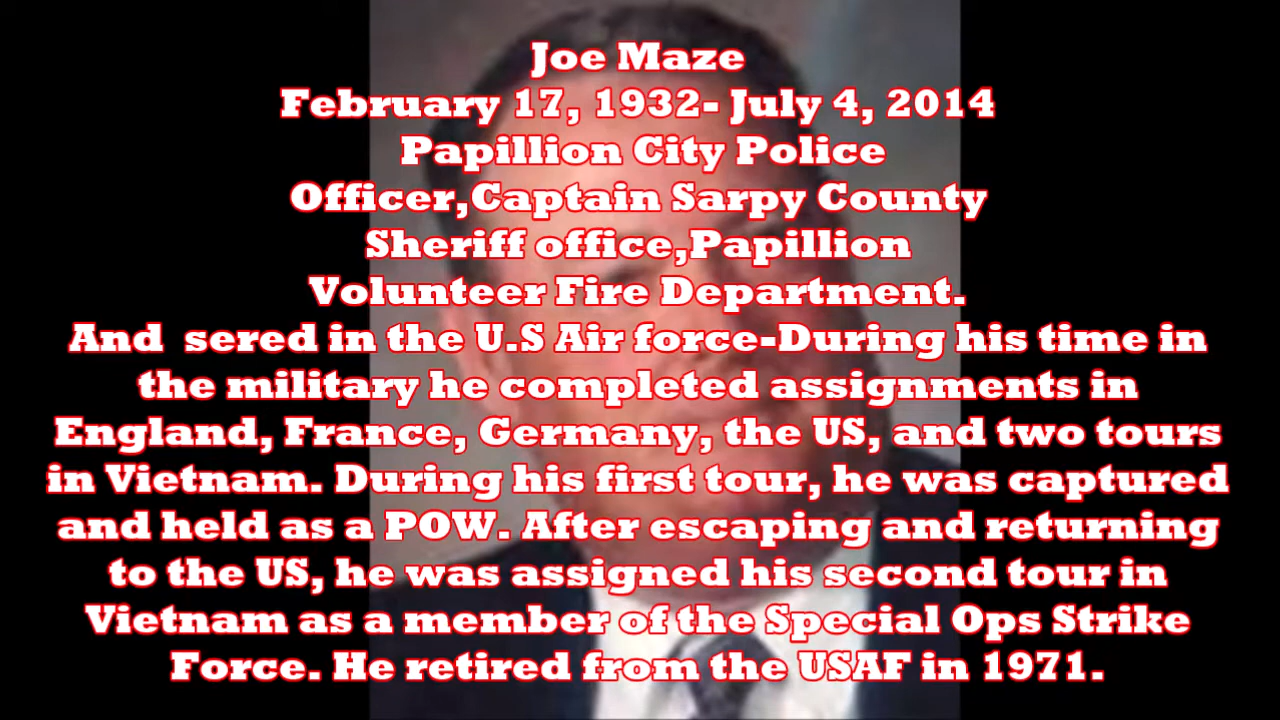 Joe Maze
February 17, 1932- July 4, 2014
Papillion City Police
Officer,Captain Sarpy County
Sheriff office,Papillion
Volunteer Fire Department.
And  sered in the U.S Air force-During his time in
the military he completed assignments in
England, France, Germany, the US, and two tours
in Vietnam. During his first tour, he was captured
and held as a POW. After escaping and returning
to the US, he was assigned his second tour in
Vietnam as a member of the Special Ops Strike
Force. He retired from the USAF in 1971.